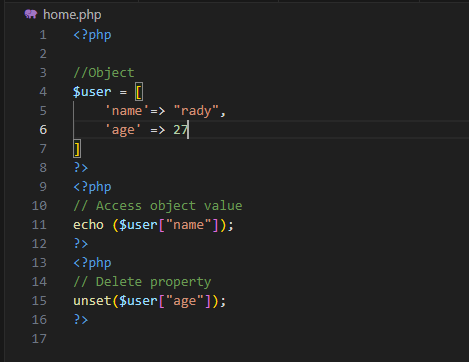 home.php
1 <?php
2
3 //Object
4 $user = [
5     'name'=> "rady",
6     'age' => 27
7 ]
8 ?>
9 <?php
10 // Access object value
11 echo ($user["name"]);
12 ?>
13 <?php
14 // Delete property
15 unset($user["age"]);
16 ?>
17